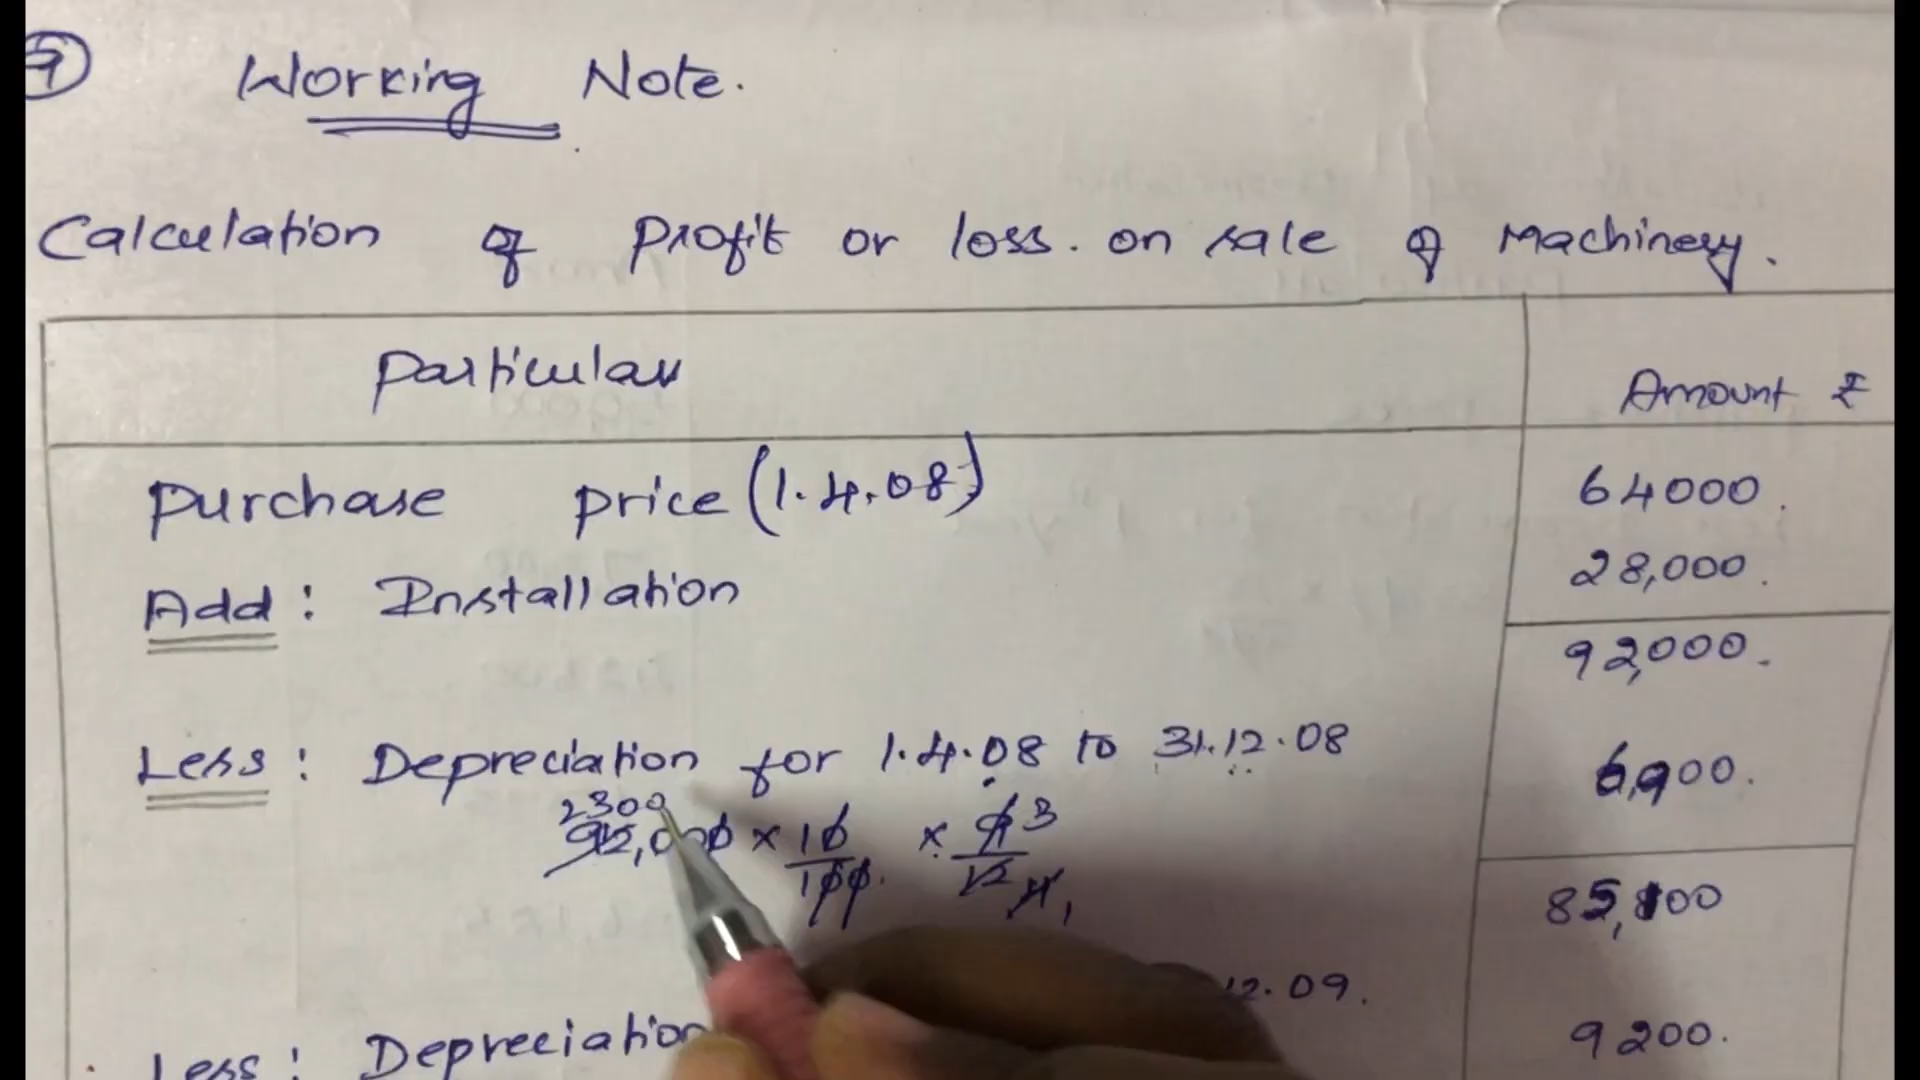 7
Working Note.
Calculation of Profit or loss. on sale of Machinery.
Particulars Amount ₹
Purchase price (1.4.08) 64000.
Add: Installation 28,000.
92,000.
Less: Depreciation for 1.4.08 to 31.12.08 6,900.
2300
92,000 × 10/100 × 9/12 3 4 1
85,100
12.09.
Less: Depreciation 9200.